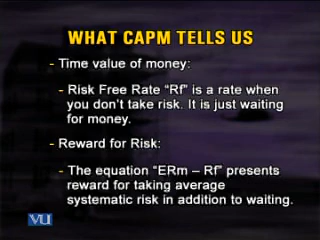 WHAT CAPM TELLS US
- Time value of money:
- Risk Free Rate "Rf" is a rate when
you don't take risk. It is just waiting
for money.
- Reward for Risk:
- The equation "ERm – Rf" presents
reward for taking average
systematic risk in addition to waiting.
VU